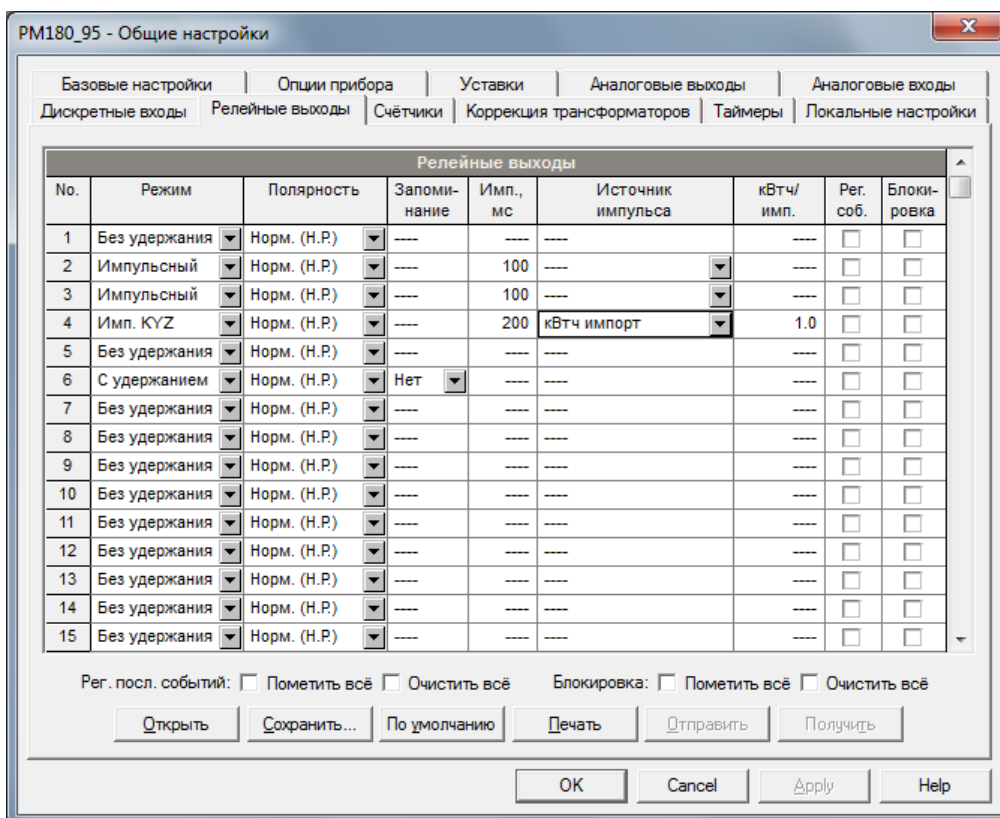 PM180_95 - Общие настройки
Базовые настройки Опции прибора Уставки Аналоговые выходы Аналоговые входы
Дискретные входы Релейные выходы Счётчики Коррекция трансформаторов Таймеры Локальные настройки
Релейные выходы
No. Режим Полярность Запоми- Имп., Источник кВтч/ Рег. Блоки-
нание мс импульса имп. соб. ровка
1 Без удержания Норм. (Н.Р.) ---- ---- ---- ----
2 Импульсный Норм. (Н.Р.) ---- 100 ---- ----
3 Импульсный Норм. (Н.Р.) ---- 100 ---- ----
4 Имп. KYZ Норм. (Н.Р.) ---- 200 кВтч импорт 1.0
5 Без удержания Норм. (Н.Р.) ---- ---- ---- ----
6 С удержанием Норм. (Н.Р.) Нет ---- ---- ----
7 Без удержания Норм. (Н.Р.) ---- ---- ---- ----
8 Без удержания Норм. (Н.Р.) ---- ---- ---- ----
9 Без удержания Норм. (Н.Р.) ---- ---- ---- ----
10 Без удержания Норм. (Н.Р.) ---- ---- ---- ----
11 Без удержания Норм. (Н.Р.) ---- ---- ---- ----
12 Без удержания Норм. (Н.Р.) ---- ---- ---- ----
13 Без удержания Норм. (Н.Р.) ---- ---- ---- ----
14 Без удержания Норм. (Н.Р.) ---- ---- ---- ----
15 Без удержания Норм. (Н.Р.) ---- ---- ---- ----
Рег. посл. событий: Пометить всё Очистить всё Блокировка: Пометить всё Очистить всё
Открыть Сохранить... По умолчанию Печать Отправить Получить
OK Cancel Apply Help